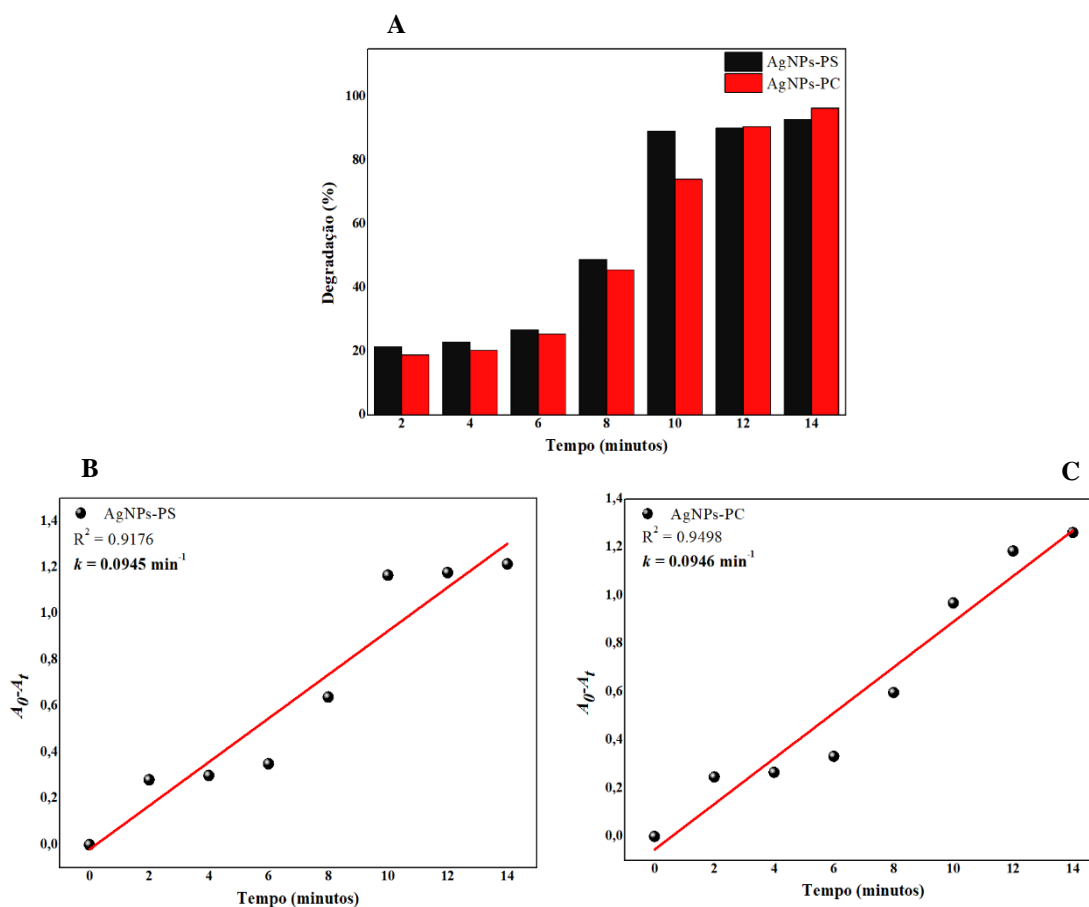 A
AgNPs-PS
AgNPs-PC
Degradação (%)
100
80
60
40
20
0
2 4 6 8 10 12 14
Tempo (minutos)
B
AgNPs-PS
R² = 0.9176
k = 0.0945 min⁻¹
A₀-Aₜ
1,4
1,2
1,0
0,8
0,6
0,4
0,2
0,0
0 2 4 6 8 10 12 14
Tempo (minutos)
C
AgNPs-PC
R² = 0.9498
k = 0.0946 min⁻¹
A₀-Aₜ
1,4
1,2
1,0
0,8
0,6
0,4
0,2
0,0
0 2 4 6 8 10 12 14
Tempo (minutos)